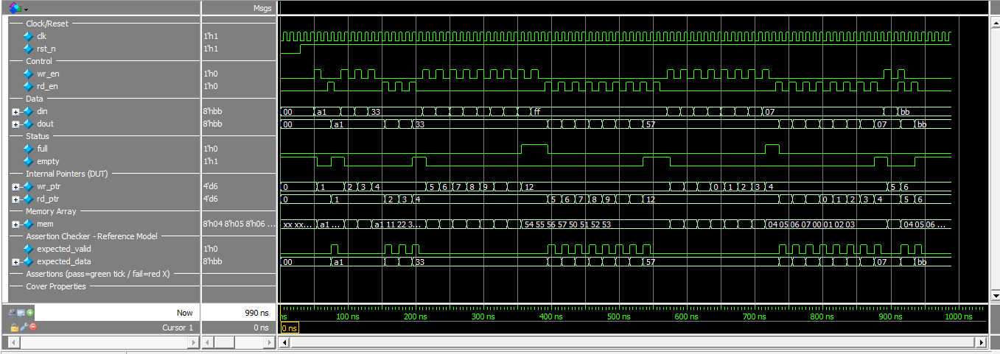 Msgs
Clock/Reset
clk 1'h1
rst_n 1'h1
Control
wr_en 1'h0
rd_en 1'h0
Data
din 8'hbb 00 a1 33 ff 07 bb
dout 8'hbb 00 a1 33 57 07 bb
Status
full 1'h0
empty 1'h1
Internal Pointers (DUT)
wr_ptr 4'd6 0 1 2 3 4 5 6 7 8 9 12 0 1 2 3 4 5 6
rd_ptr 4'd6 0 1 2 3 4 5 6 7 8 9 12 0 1 2 3 4 5 6
Memory Array
mem 8'h04 8'h05 8'h06 ... xx xx... a1 ... a1 11 22 3... 54 55 56 57 50 51 52 53 04 05 06 07 00 01 02 03 04 05 06 ...
Assertion Checker - Reference Model
expected_valid 1'h0
expected_data 8'hbb 00 a1 33 57 07 bb
Assertions (pass=green tick / fail=red X)
Cover Properties
Now 990 ns ns 100 ns 200 ns 300 ns 400 ns 500 ns 600 ns 700 ns 800 ns 900 ns 1000 ns
Cursor 1 0 ns 0 ns